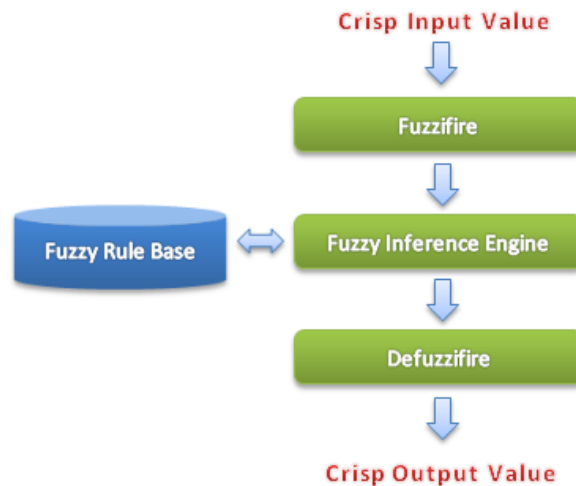 Crisp Input Value
Fuzzifire
Fuzzy Rule Base
Fuzzy Inference Engine
Defuzzifire
Crisp Output Value